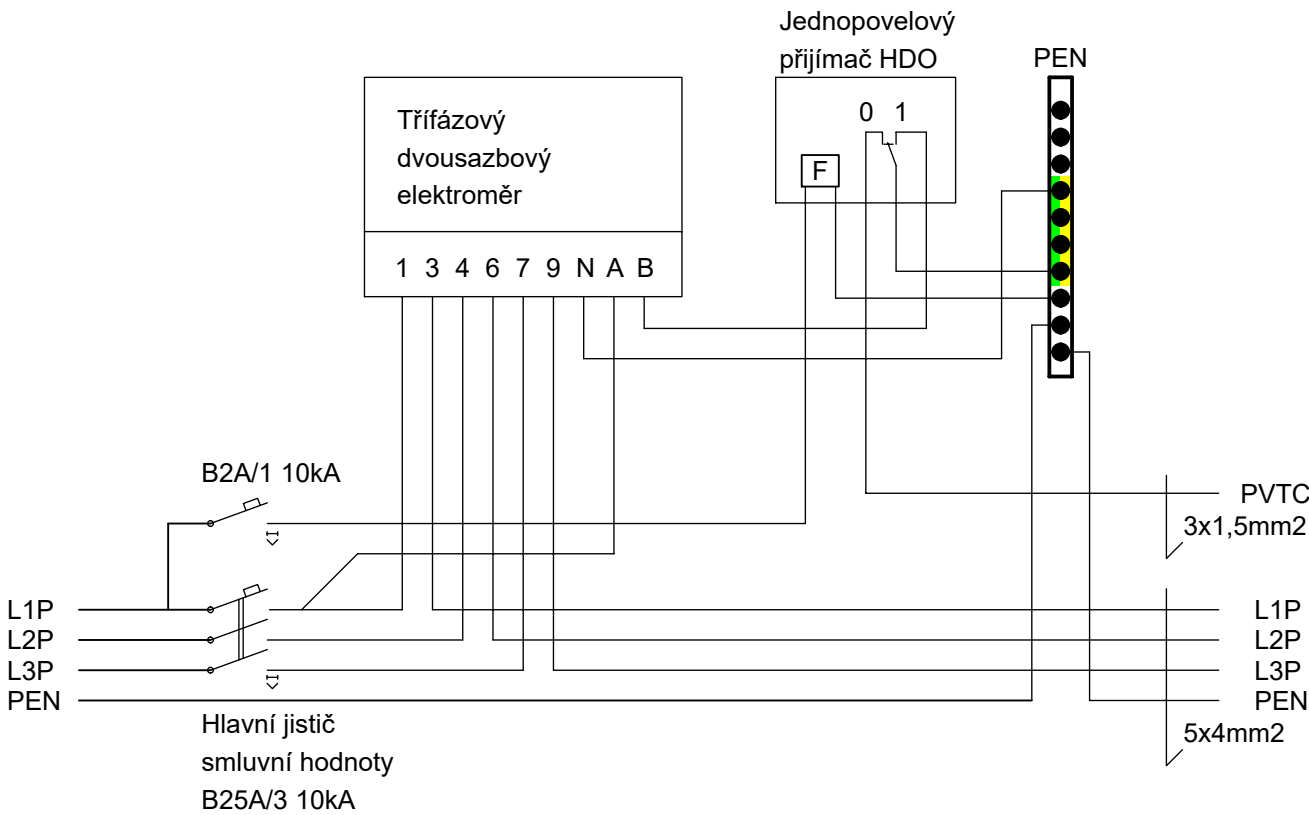 Jednopovelový
přijímač HDO
PEN
0 1
F
Třífázový
dvousazbový
elektroměr
1 3 4 6 7 9 N A B
B2A/1 10kA
PVTC
3x1,5mm2
L1P
L2P
L3P
PEN
L1P
L2P
L3P
PEN
5x4mm2
Hlavní jistič
smluvní hodnoty
B25A/3 10kA